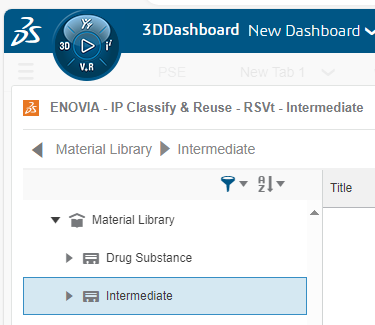 3DDashboard New Dashboard
3D
V.R
PSE New Tab 1
ENOVIA - IP Classify & Reuse - RSVt - Intermediate
Material Library Intermediate
Title
Material Library
Drug Substance
Intermediate